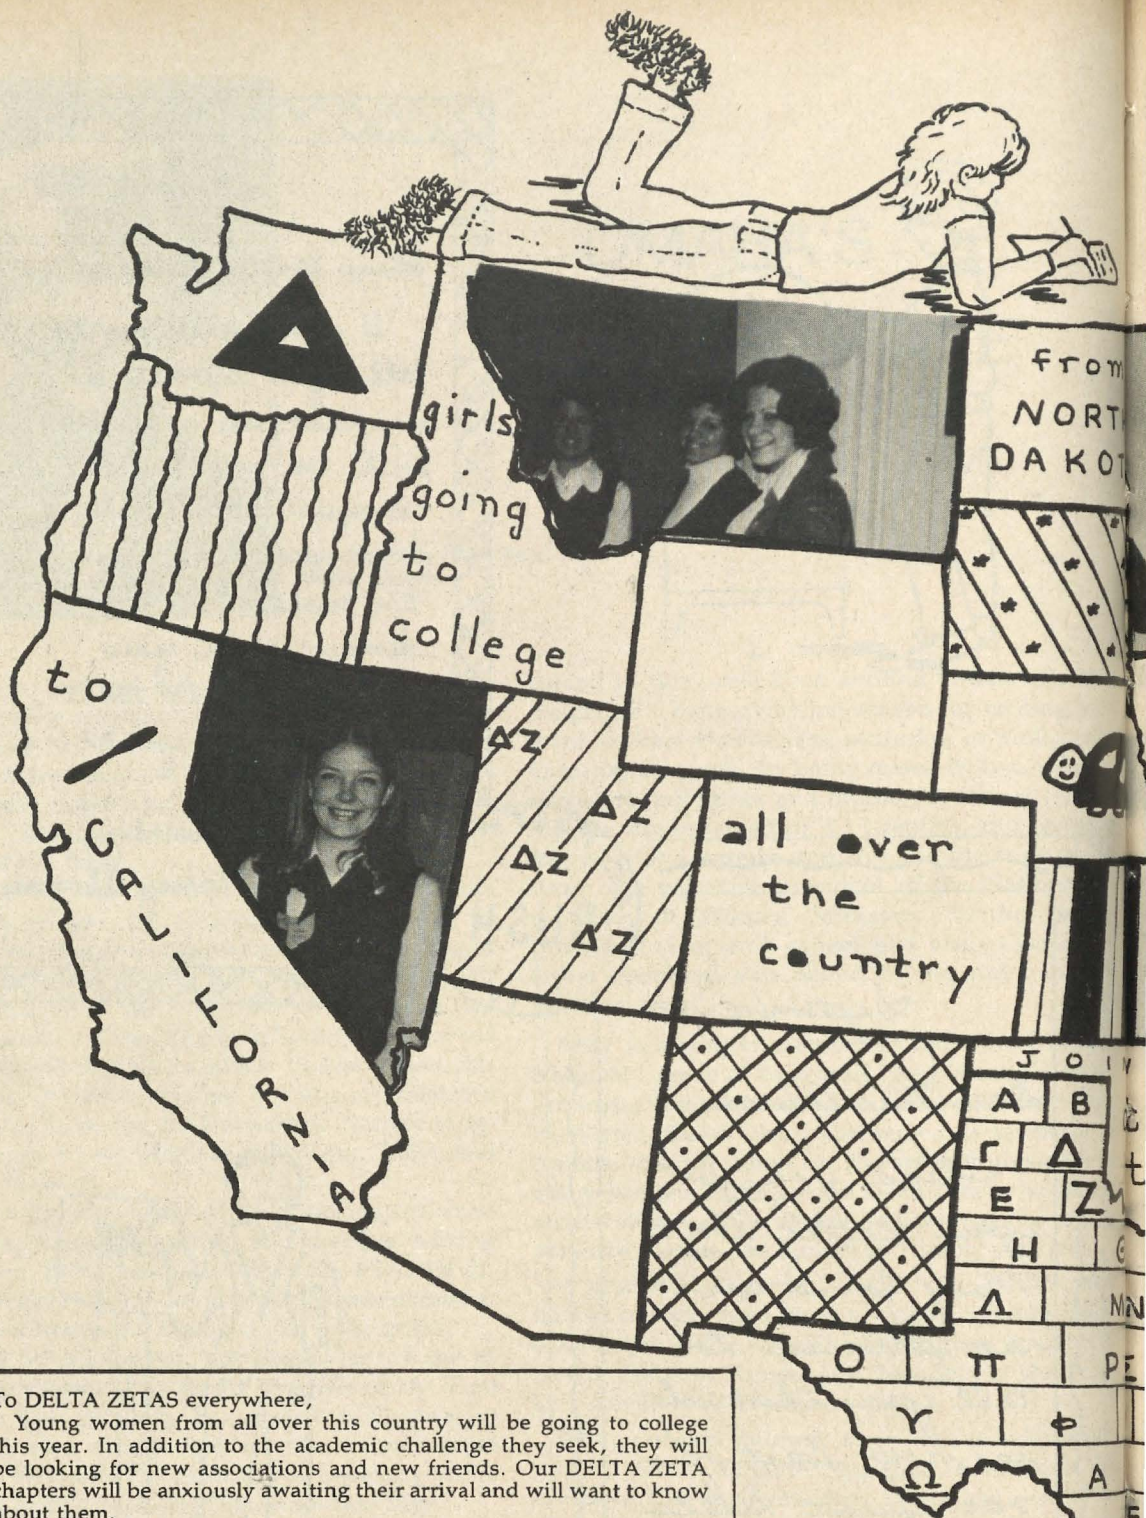 girls
going
to
college
from
to
CALIFORNIA
ΔZ
ΔZ
ΔZ
ΔZ
all over
the
country
A B
Γ Δ
E Z
H
Λ
O Π
Υ Φ
Ω A
To DELTA ZETAS everywhere,
Young women from all over this country will be going to college
this year. In addition to the academic challenge they seek, they will
be looking for new associations and new friends. Our DELTA ZETA
chapters will be anxiously awaiting their arrival and will want to know
about them.